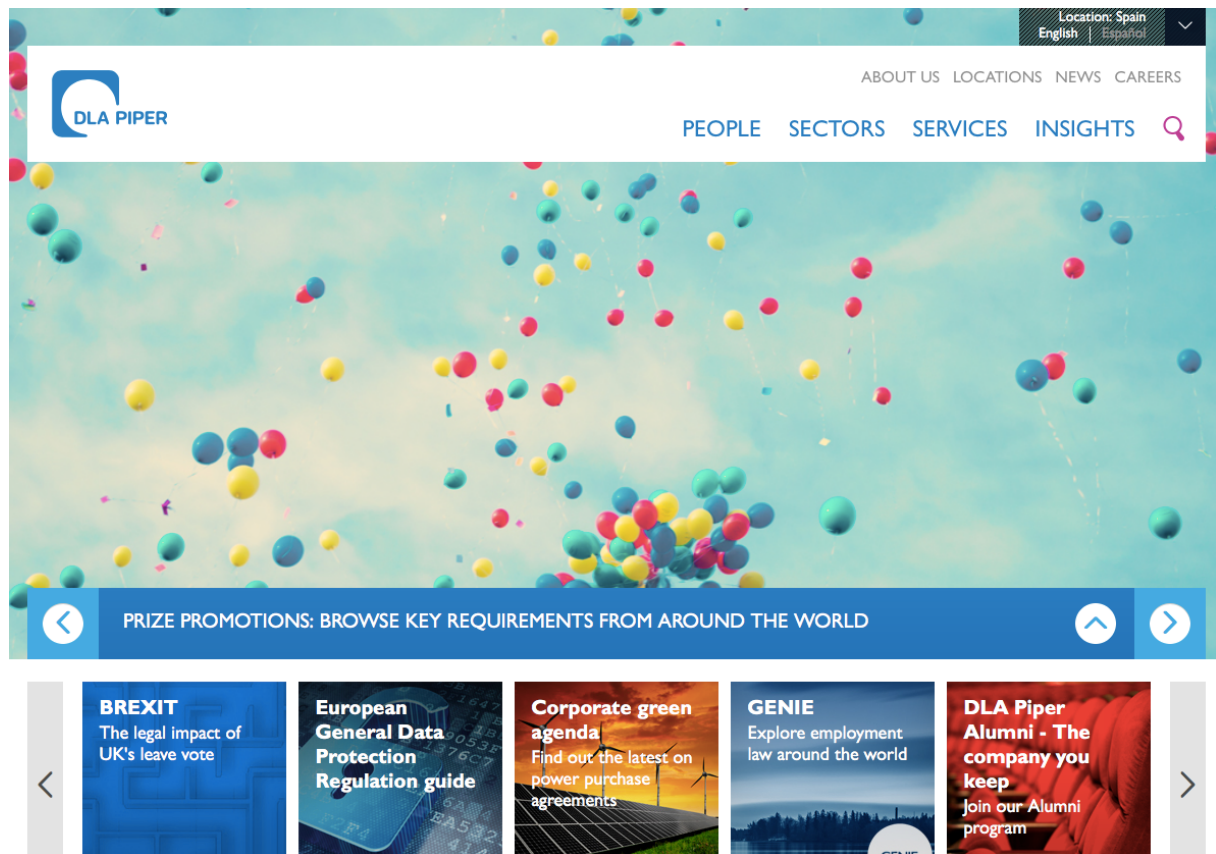 Location: Spain
English | Español
DLA PIPER
ABOUT US LOCATIONS NEWS CAREERS
PEOPLE SECTORS SERVICES INSIGHTS
PRIZE PROMOTIONS: BROWSE KEY REQUIREMENTS FROM AROUND THE WORLD
BREXIT
The legal impact of
UK's leave vote
European
General Data
Protection
Regulation guide
Corporate green
agenda
Find out the latest on
power purchase
agreements
GENIE
Explore employment
law around the world
GENIE
DLA Piper
Alumni - The
company you
keep
Join our Alumni
program